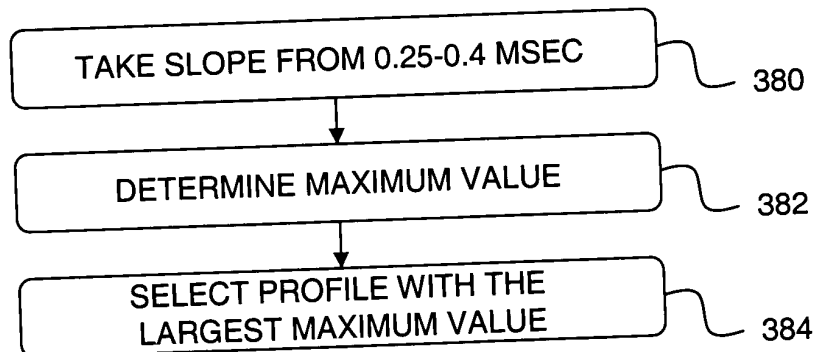 TAKE SLOPE FROM 0.25-0.4 MSEC
380
DETERMINE MAXIMUM VALUE
382
SELECT PROFILE WITH THE
LARGEST MAXIMUM VALUE
384